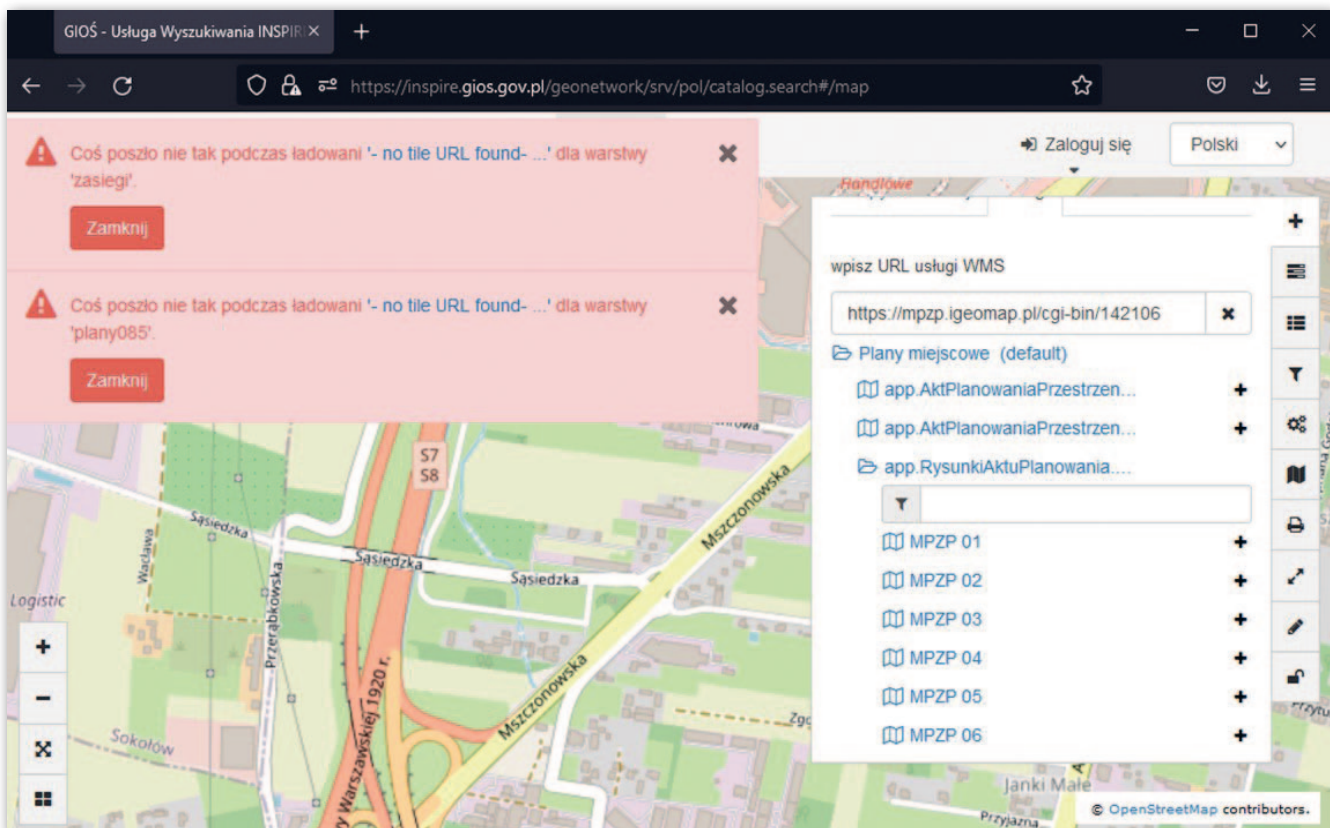 GIOŚ - Usługa Wyszukiwania INSPIR
https://inspire.gios.gov.pl/geonetwork/srv/pol/catalog.search#/map
Coś poszło nie tak podczas ładowani '- no tile URL found- ...' dla warstwy
'zasiegi'.
Zamknij
Coś poszło nie tak podczas ładowani '- no tile URL found- ...' dla warstwy
'plany085'.
Zamknij
Zaloguj się
Polski
Handlowe
wpisz URL usługi WMS
https://mpzp.igeomap.pl/cgi-bin/142106
Plany miejscowe (default)
app.AktPlanowaniaPrzestrzen...
app.AktPlanowaniaPrzestrzen...
app.RysunkiAktuPlanowania....
MPZP 01
MPZP 02
MPZP 03
MPZP 04
MPZP 05
MPZP 06
S7
S8
Mszczonowska
Sąsiedzka
Sąsiedzka
Sąsiedzka
Wacława
Przerąbkowska
Logistic
Mszczonowska
Sokołów
y Warszawskiej 1920 r.
Janki Małe
Przyjazna
© OpenStreetMap contributors.